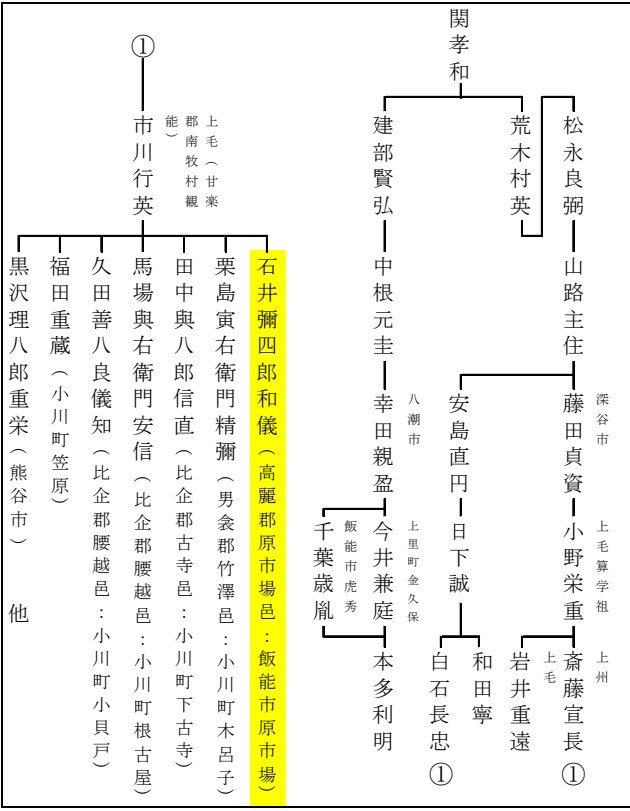 関孝和
松永良弼
荒木村英
建部賢弘
山路主住
中根元圭
深谷市
藤田貞資
安島直円
八潮市
幸田親盈
上毛算学祖
小野栄重
日下誠
上里町金久保
今井兼庭
飯能市虎秀
千葉歳胤
上州
斎藤宣長
①
上毛
岩井重遠
和田寧
白石長忠
①
本多利明
①
上毛(甘楽
郡南牧村観
能)
市川行英
石井彌四郎和儀(高麗郡原市場邑:飯能市原市場)
栗島寅右衛門精彌(男衾郡竹澤邑:小川町木呂子)
田中與八郎信直(比企郡古寺邑:小川町下古寺)
馬場與右衛門安信(比企郡腰越邑:小川町根古屋)
久田善八良儀知(比企郡腰越邑:小川町小貝戸)
福田重蔵(小川町笠原)
黒沢理八郎重栄(熊谷市) 他